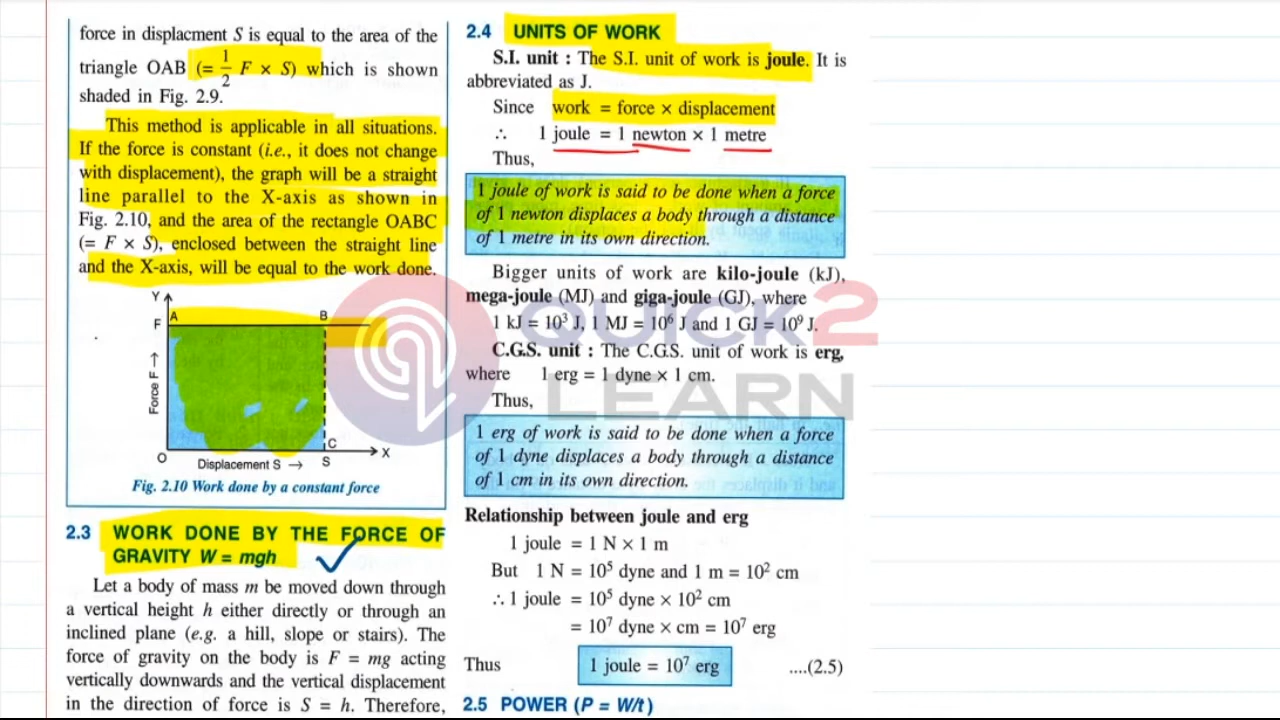 force in displacment S is equal to the area of the
triangle OAB (= 1/2 F × S) which is shown
shaded in Fig. 2.9.
This method is applicable in all situations.
If the force is constant (i.e., it does not change
with displacement), the graph will be a straight
line parallel to the X-axis as shown in
Fig. 2.10, and the area of the rectangle OABC
(= F × S), enclosed between the straight line
and the X-axis, will be equal to the work done.
Y
F
A
B
Force F →
O
C
X
Displacement S →
S
Fig. 2.10 Work done by a constant force
2.3 WORK DONE BY THE FORCE OF
GRAVITY W = mgh
Let a body of mass m be moved down through
a vertical height h either directly or through an
inclined plane (e.g. a hill, slope or stairs). The
force of gravity on the body is F = mg acting
vertically downwards and the vertical displacement
in the direction of force is S = h. Therefore,
2.4 UNITS OF WORK
S.I. unit : The S.I. unit of work is joule. It is
abbreviated as J.
Since work = force × displacement
∴ 1 joule = 1 newton × 1 metre
Thus,
1 joule of work is said to be done when a force
of 1 newton displaces a body through a distance
of 1 metre in its own direction.
Bigger units of work are kilo-joule (kJ),
mega-joule (MJ) and giga-joule (GJ), where
1 kJ = 10³ J, 1 MJ = 10⁶ J and 1 GJ = 10⁹ J.
C.G.S. unit : The C.G.S. unit of work is erg,
where 1 erg = 1 dyne × 1 cm.
Thus,
1 erg of work is said to be done when a force
of 1 dyne displaces a body through a distance
of 1 cm in its own direction.
Relationship between joule and erg
1 joule = 1 N × 1 m
But 1 N = 10⁵ dyne and 1 m = 10² cm
∴ 1 joule = 10⁵ dyne × 10² cm
= 10⁷ dyne × cm = 10⁷ erg
Thus 1 joule = 10⁷ erg ....(2.5)
2.5 POWER (P = W/t)
QUICK2
LEARN